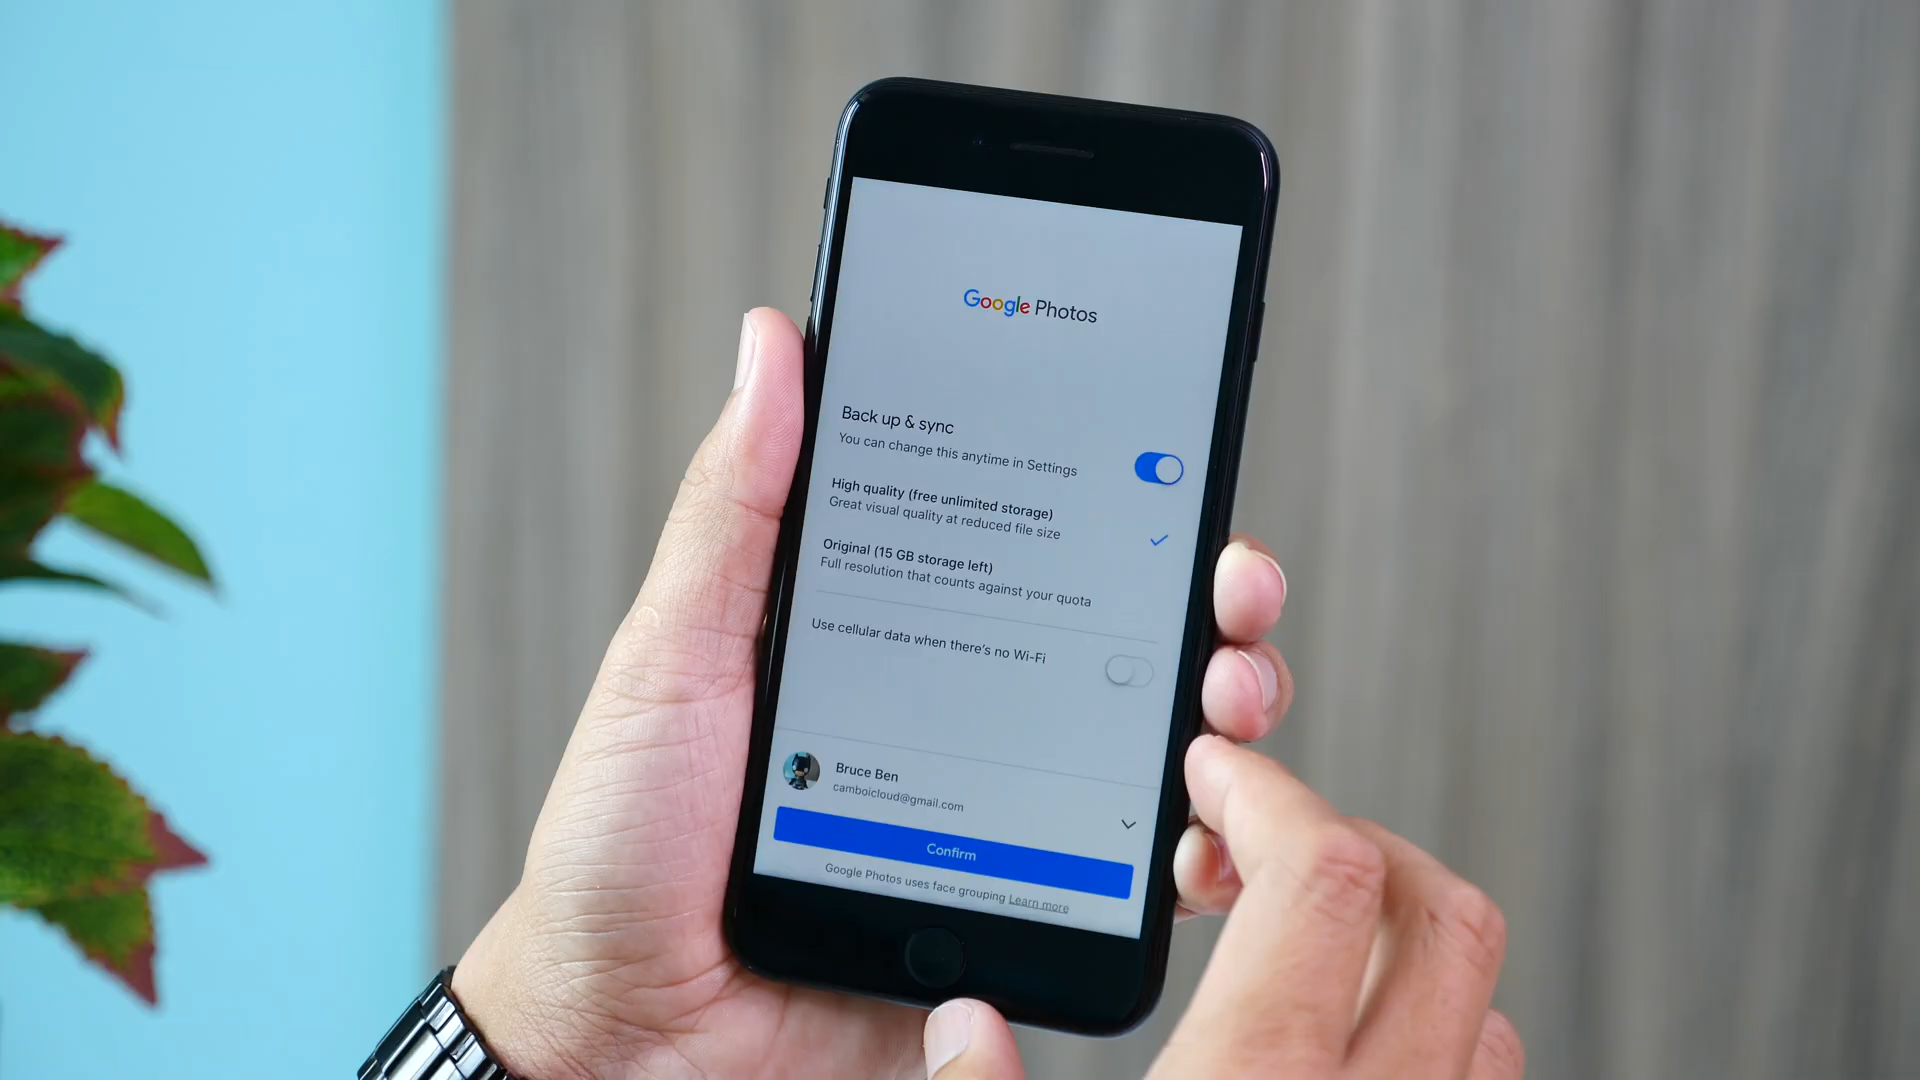 Google Photos
Back up & sync
You can change this anytime in Settings
High quality (free unlimited storage)
Great visual quality at reduced file size
Original (15 GB storage left)
Full resolution that counts against your quota
Use cellular data when there's no Wi-Fi
Bruce Ben
camboicloud@gmail.com
Confirm
Google Photos uses face grouping Learn more